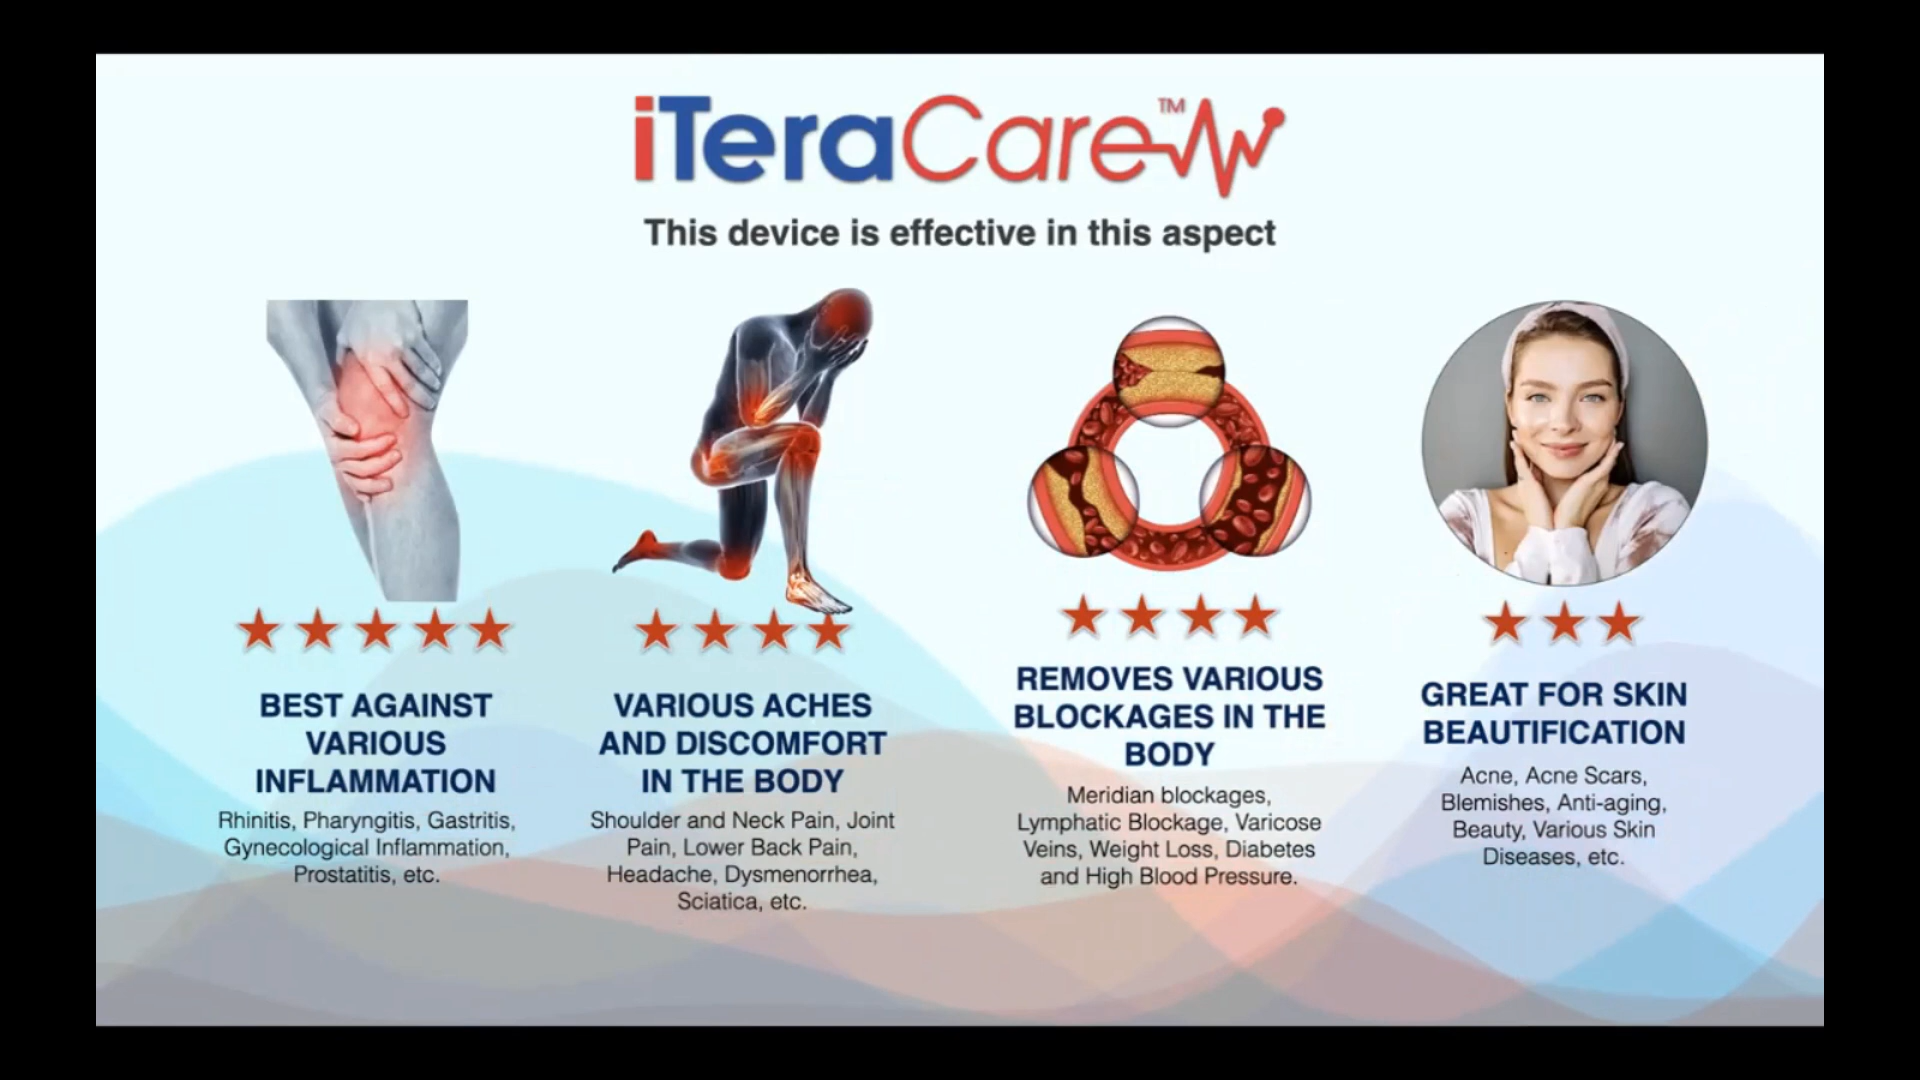 iTeraCare™
This device is effective in this aspect
BEST AGAINST
VARIOUS
INFLAMMATION
Rhinitis, Pharyngitis, Gastritis,
Gynecological Inflammation,
Prostatitis, etc.
VARIOUS ACHES
AND DISCOMFORT
IN THE BODY
Shoulder and Neck Pain, Joint
Pain, Lower Back Pain,
Headache, Dysmenorrhea,
Sciatica, etc.
REMOVES VARIOUS
BLOCKAGES IN THE
BODY
Meridian blockages,
Lymphatic Blockage, Varicose
Veins, Weight Loss, Diabetes
and High Blood Pressure.
GREAT FOR SKIN
BEAUTIFICATION
Acne, Acne Scars,
Blemishes, Anti-aging,
Beauty, Various Skin
Diseases, etc.